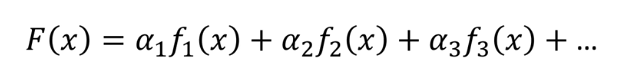 F(x) = α₁f₁(x) + α₂f₂(x) + α₃f₃(x) + ...